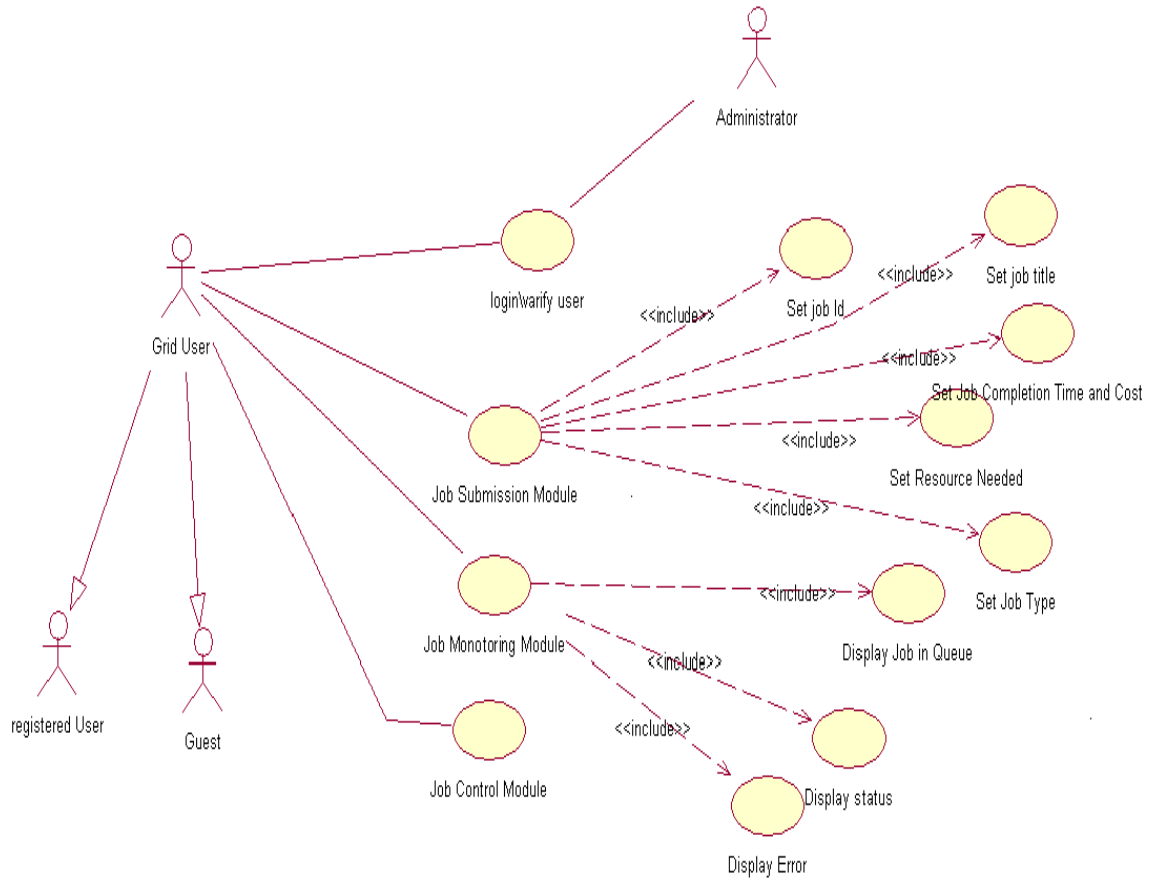 Administrator
Set job title
<<include>>
Set job Id
<<include>>
login\varify user
Grid User
<<include>>
Set Job Completion Time and Cost
<<include>>
Set Resource Needed
Job Submission Module
<<include>>
Set Job Type
<<include>>
Display Job in Queue
Job Monotoring Module
<<include>>
registered User
Guest
<<include>>
Job Control Module
Display status
Display Error